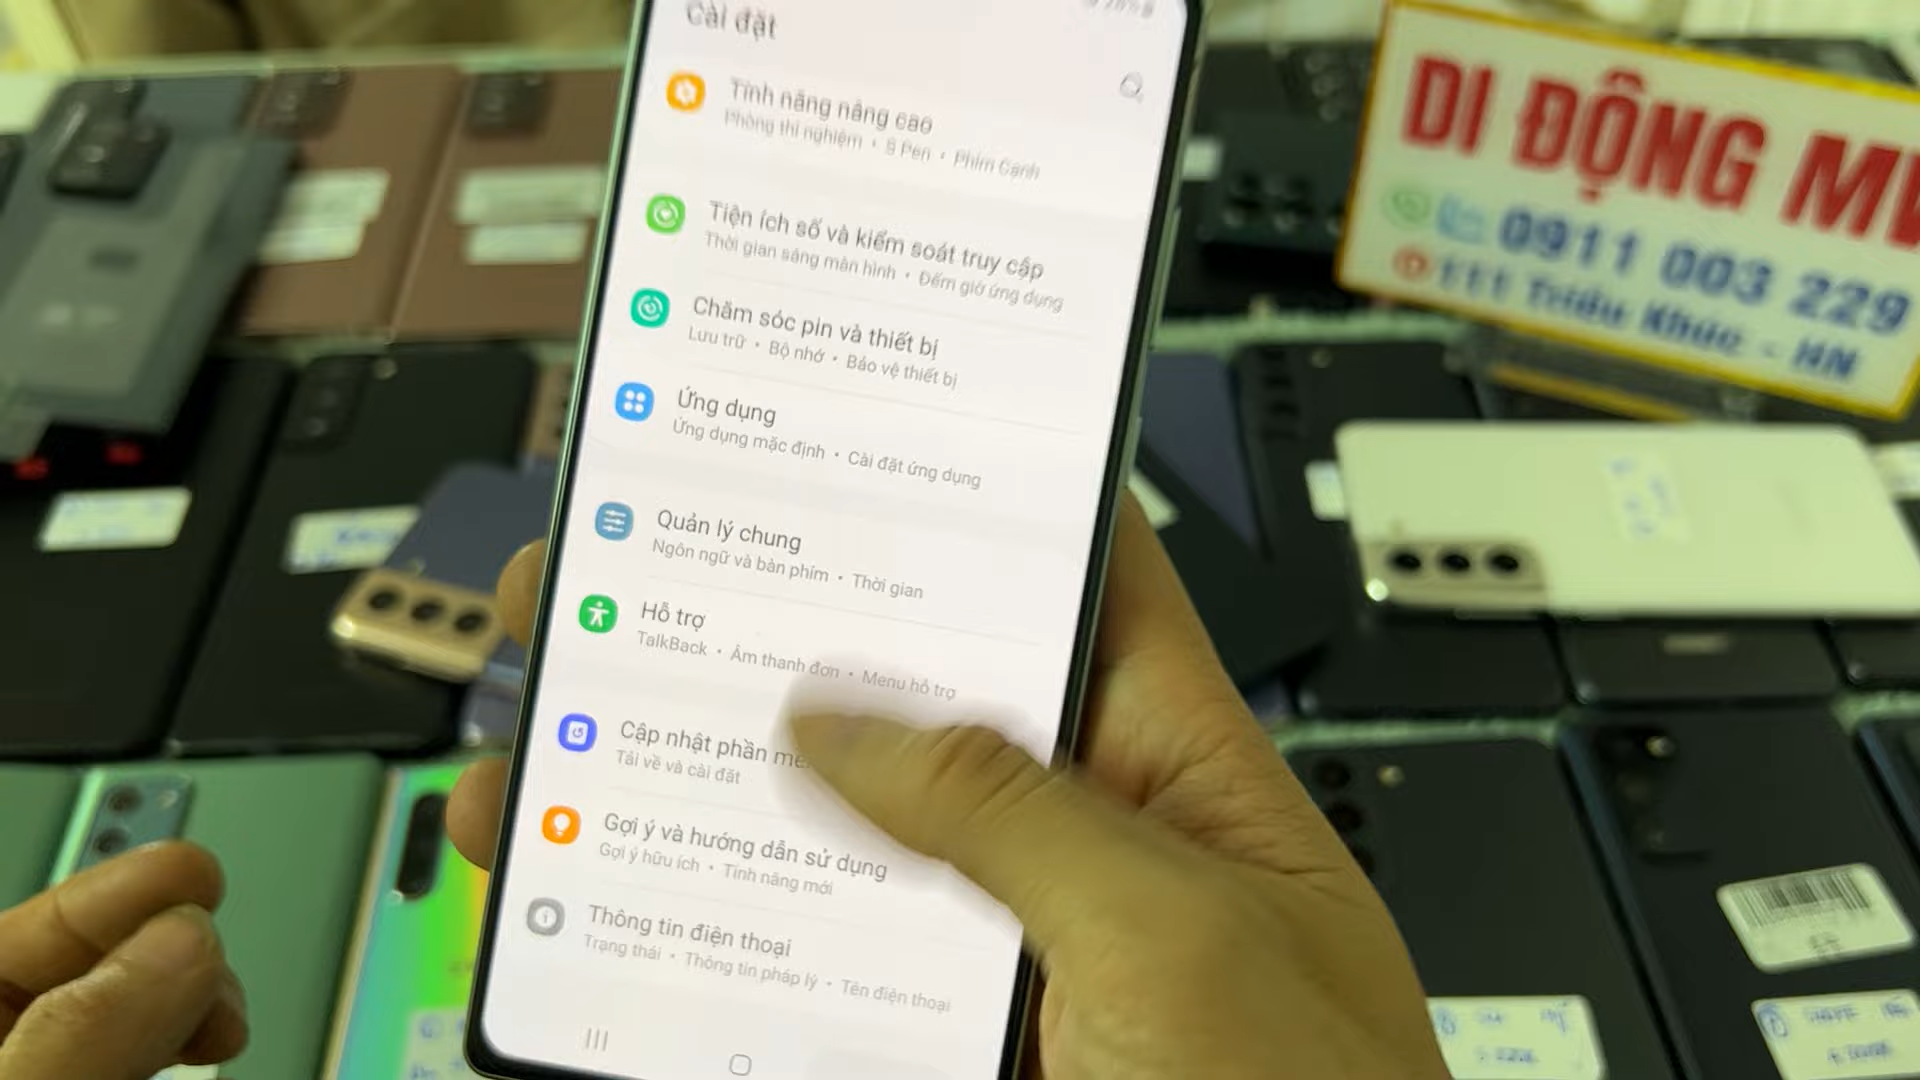 Cài đặt
Tính năng nâng cao
Phòng thí nghiệm • S Pen • Phím Cạnh
Tiện ích số và kiểm soát truy cập
Thời gian sáng màn hình • Đếm giờ ứng dụng
Chăm sóc pin và thiết bị
Lưu trữ • Bộ nhớ • Bảo vệ thiết bị
Ứng dụng
Ứng dụng mặc định • Cài đặt ứng dụng
Quản lý chung
Ngôn ngữ và bàn phím • Thời gian
Hỗ trợ
TalkBack • Âm thanh đơn • Menu hỗ trợ
Cập nhật phần mề
Tải về và cài đặt
Gợi ý và hướng dẫn sử dụng
Gợi ý hữu ích • Tính năng mới
Thông tin điện thoại
Trạng thái • Thông tin pháp lý • Tên điện thoại
DI ĐỘNG
0911 003 229
111 Triều Khúc - HN